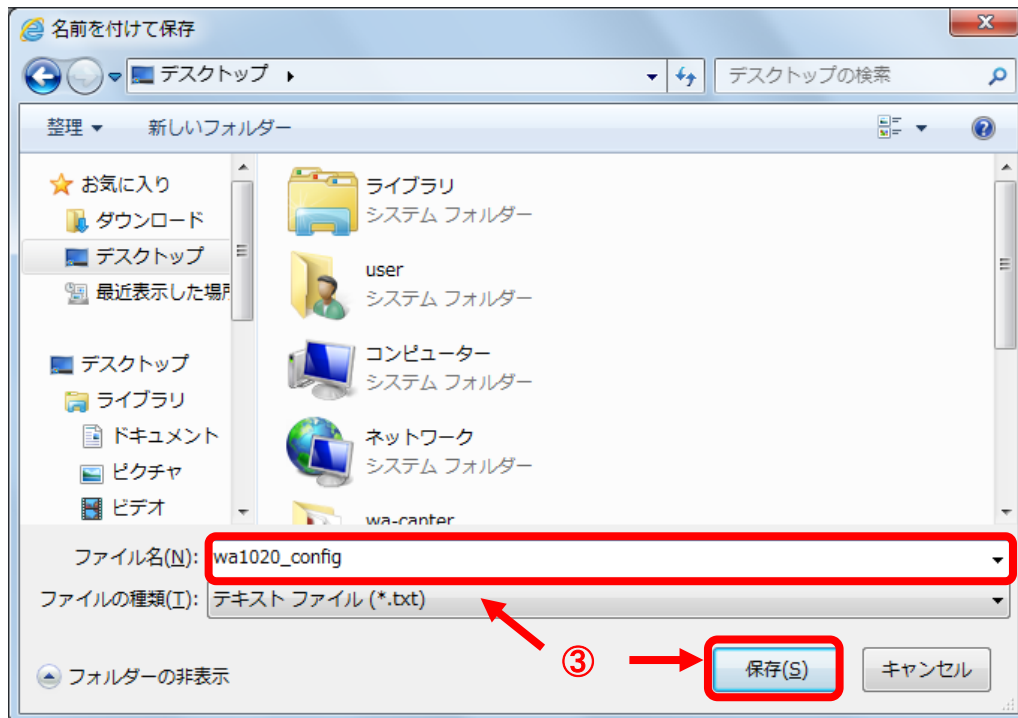 名前を付けて保存
デスクトップ
デスクトップの検索
整理
新しいフォルダー
お気に入り
ダウンロード
デスクトップ
最近表示した場所
デスクトップ
ライブラリ
ドキュメント
ピクチャ
ビデオ
ライブラリ
システム フォルダー
user
システム フォルダー
コンピューター
システム フォルダー
ネットワーク
システム フォルダー
wa-canter
ファイル名(N): wa1020_config
ファイルの種類(T): テキスト ファイル (*.txt)
③
フォルダーの非表示
保存(S)
キャンセル